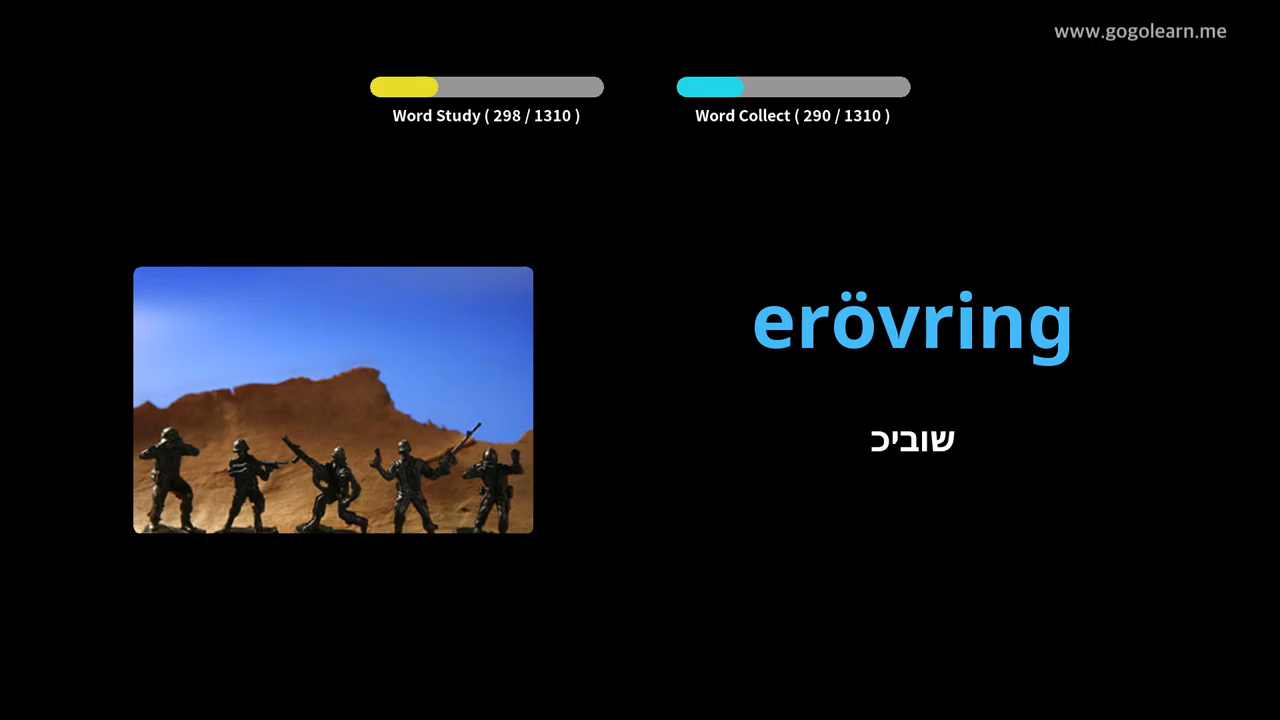 www.gogolearn.me
Word Study ( 298 / 1310 )
Word Collect ( 290 / 1310 )
erövring
שוביכ